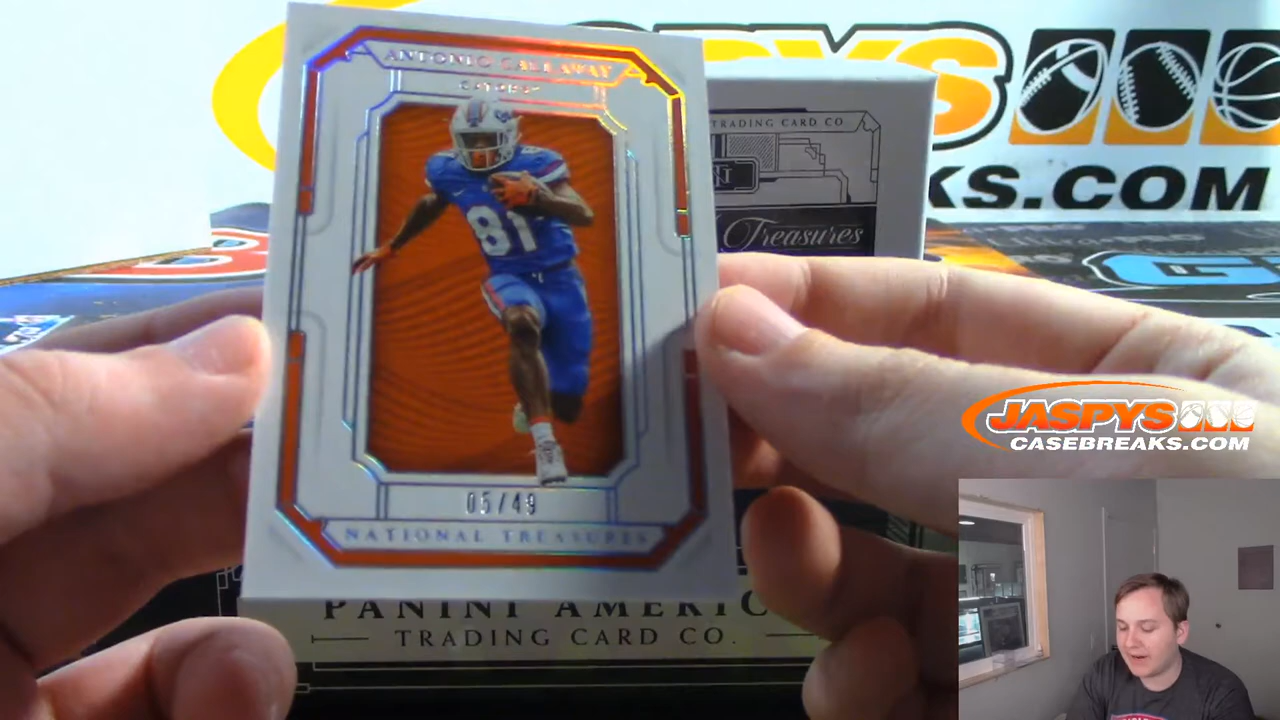 ANTONIO CALLAWAY
GATORS
81
05/49
NATIONAL TREASURES
TRADING CARD CO
Treasures
KS.COM
PANINI AMERIC
TRADING CARD CO.
JASPYS
CASEBREAKS.COM